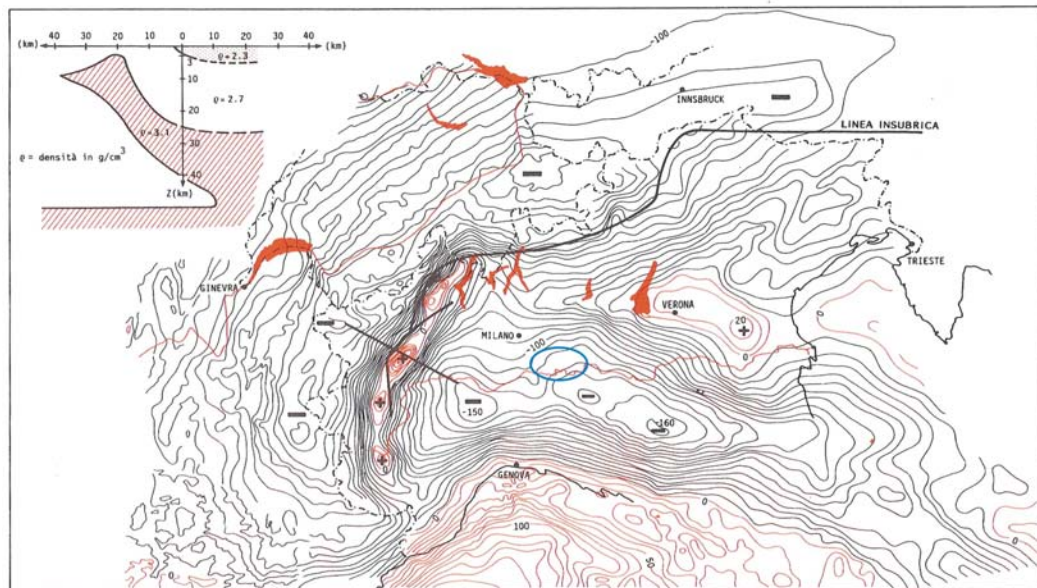 (km) 40 20 0 10 20 30 40 (km)
3
ρ=2.3
10
ρ=2.7
20
ρ=3.1
30
ρ = densità in g/cm³
40
Z(km)
-100
INNSBRUCK
LINEA INSUBRICA
TRIESTE
GINEVRA
VERONA
20
MILANO
0
-100
-150
-160
GENOVA
0
0
100
50
0
0